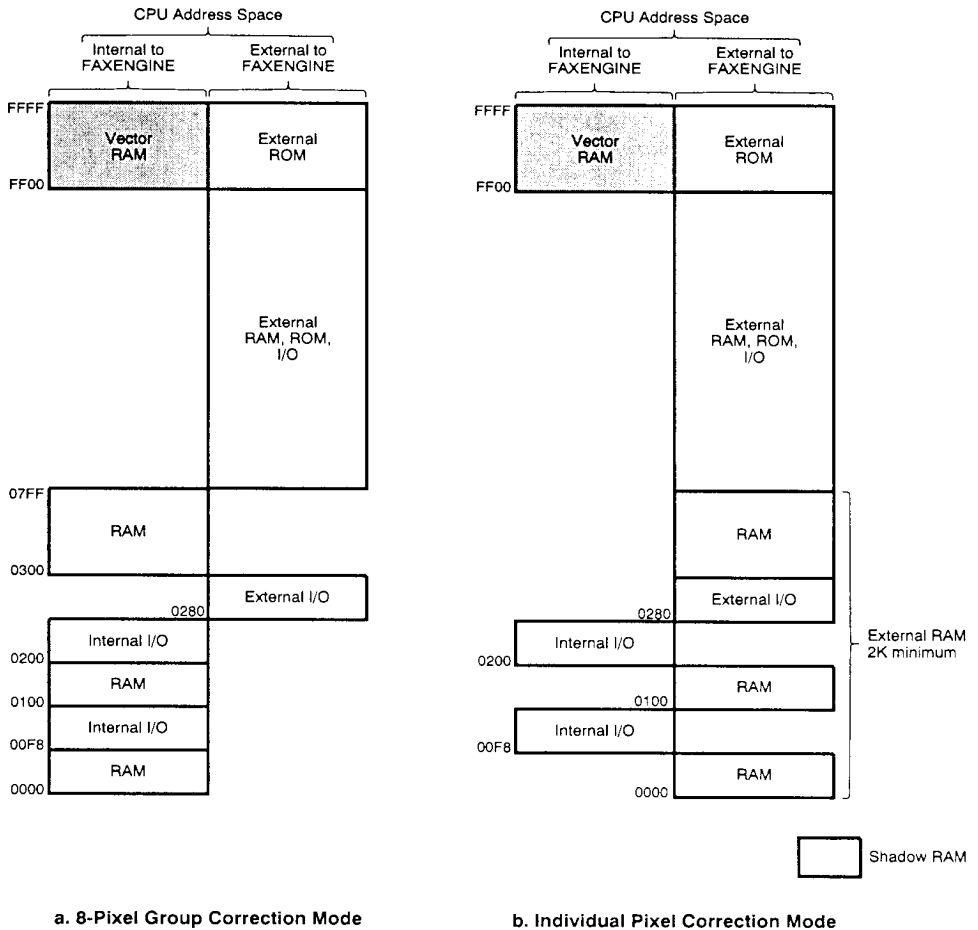 CPU Address Space
Internal to
FAXENGINE
External to
FAXENGINE
FFFF
Vector
RAM
External
ROM
FF00
External
RAM, ROM,
I/O
07FF
RAM
0300
0280
External I/O
Internal I/O
0200
RAM
0100
Internal I/O
00F8
RAM
0000
a. 8-Pixel Group Correction Mode
CPU Address Space
Internal to
FAXENGINE
External to
FAXENGINE
FFFF
Vector
RAM
External
ROM
FF00
External
RAM, ROM,
I/O
RAM
0280
External I/O
Internal I/O
0200
External RAM
2K minimum
0100
RAM
Internal I/O
00F8
RAM
0000
Shadow RAM
b. Individual Pixel Correction Mode